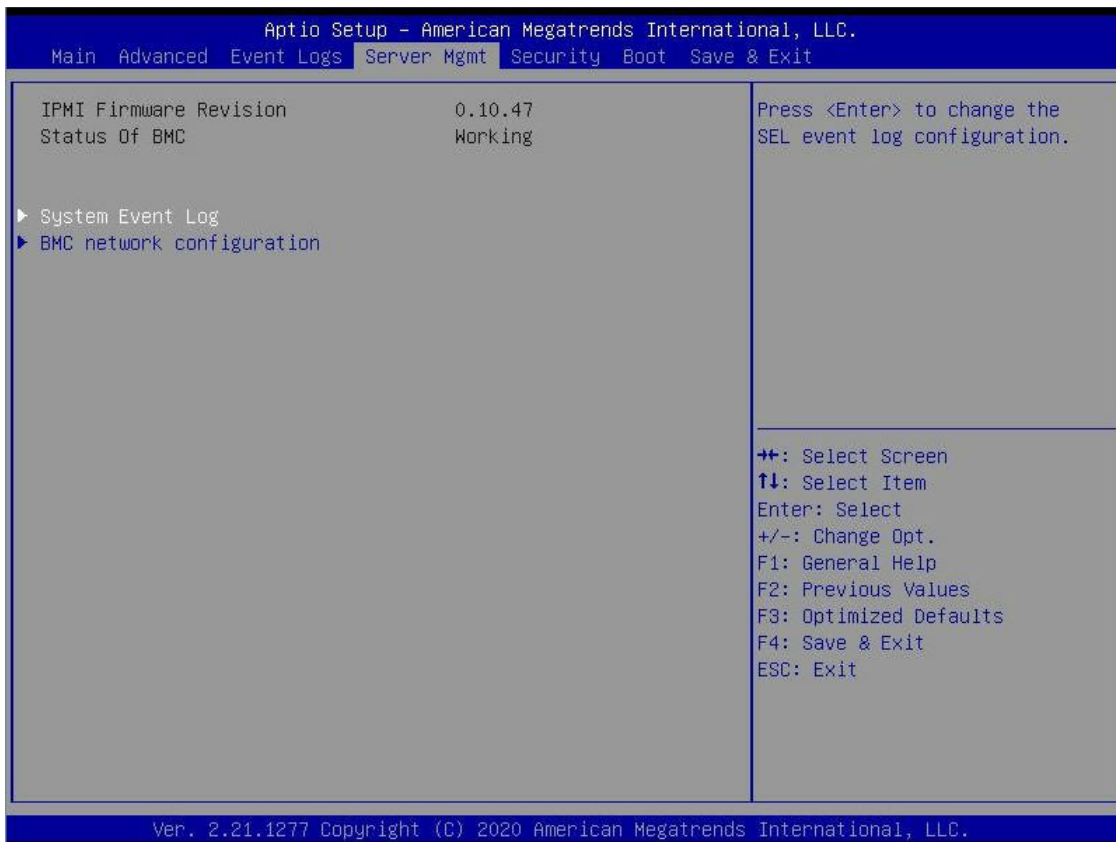 Aptio Setup – American Megatrends International, LLC.
Main Advanced Event Logs Server Mgmt Security Boot Save & Exit
IPMI Firmware Revision 0.10.47
Status Of BMC Working
System Event Log
BMC network configuration
Press <Enter> to change the
SEL event log configuration.
→←: Select Screen
↑↓: Select Item
Enter: Select
+/-: Change Opt.
F1: General Help
F2: Previous Values
F3: Optimized Defaults
F4: Save & Exit
ESC: Exit
Ver. 2.21.1277 Copyright (C) 2020 American Megatrends International, LLC.